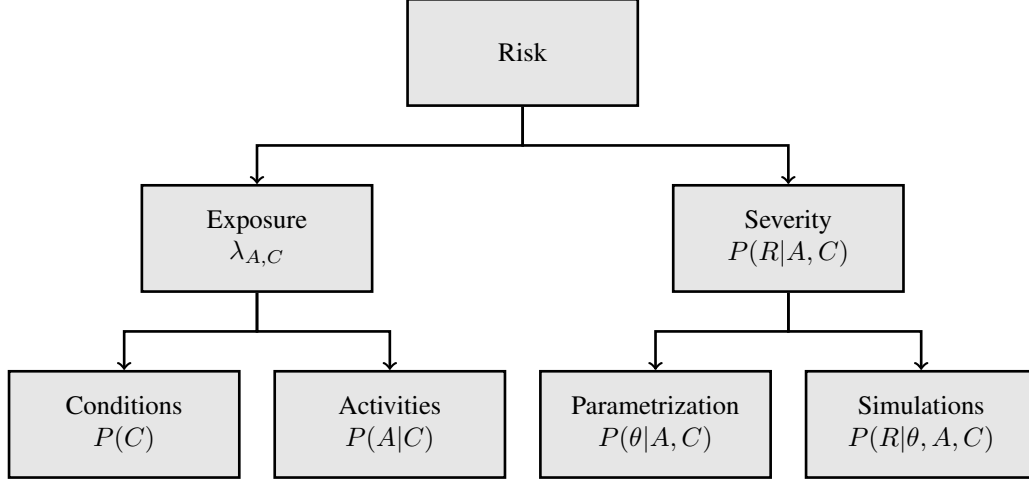 Risk
Exposure
λ_{A,C}
Severity
P(R|A, C)
Conditions
P(C)
Activities
P(A|C)
Parametrization
P(θ|A, C)
Simulations
P(R|θ, A, C)